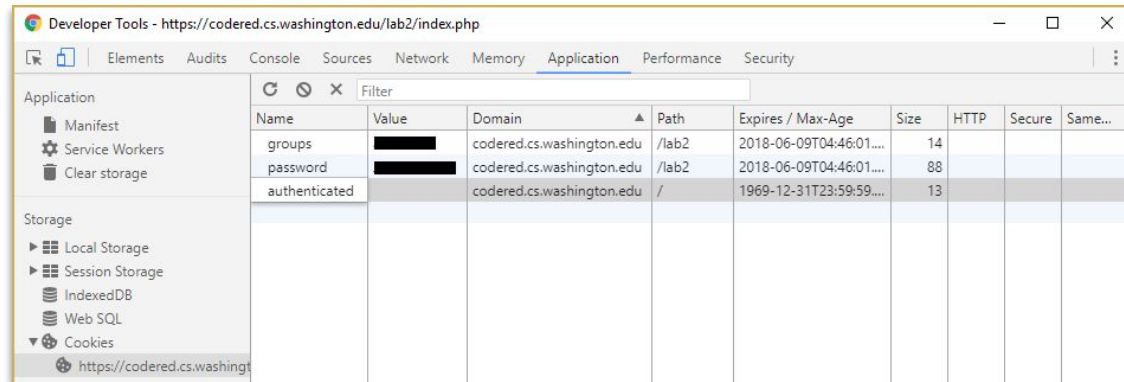 Developer Tools - https://codered.cs.washington.edu/lab2/index.php
Elements Audits Console Sources Network Memory Application Performance Security
Application
Manifest
Service Workers
Clear storage
Storage
Local Storage
Session Storage
IndexedDB
Web SQL
Cookies
https://codered.cs.washingt
Filter
Name Value Domain Path Expires / Max-Age Size HTTP Secure Same...
groups codered.cs.washington.edu /lab2 2018-06-09T04:46:01.... 14
password codered.cs.washington.edu /lab2 2018-06-09T04:46:01.... 88
authenticated codered.cs.washington.edu / 1969-12-31T23:59:59.... 13